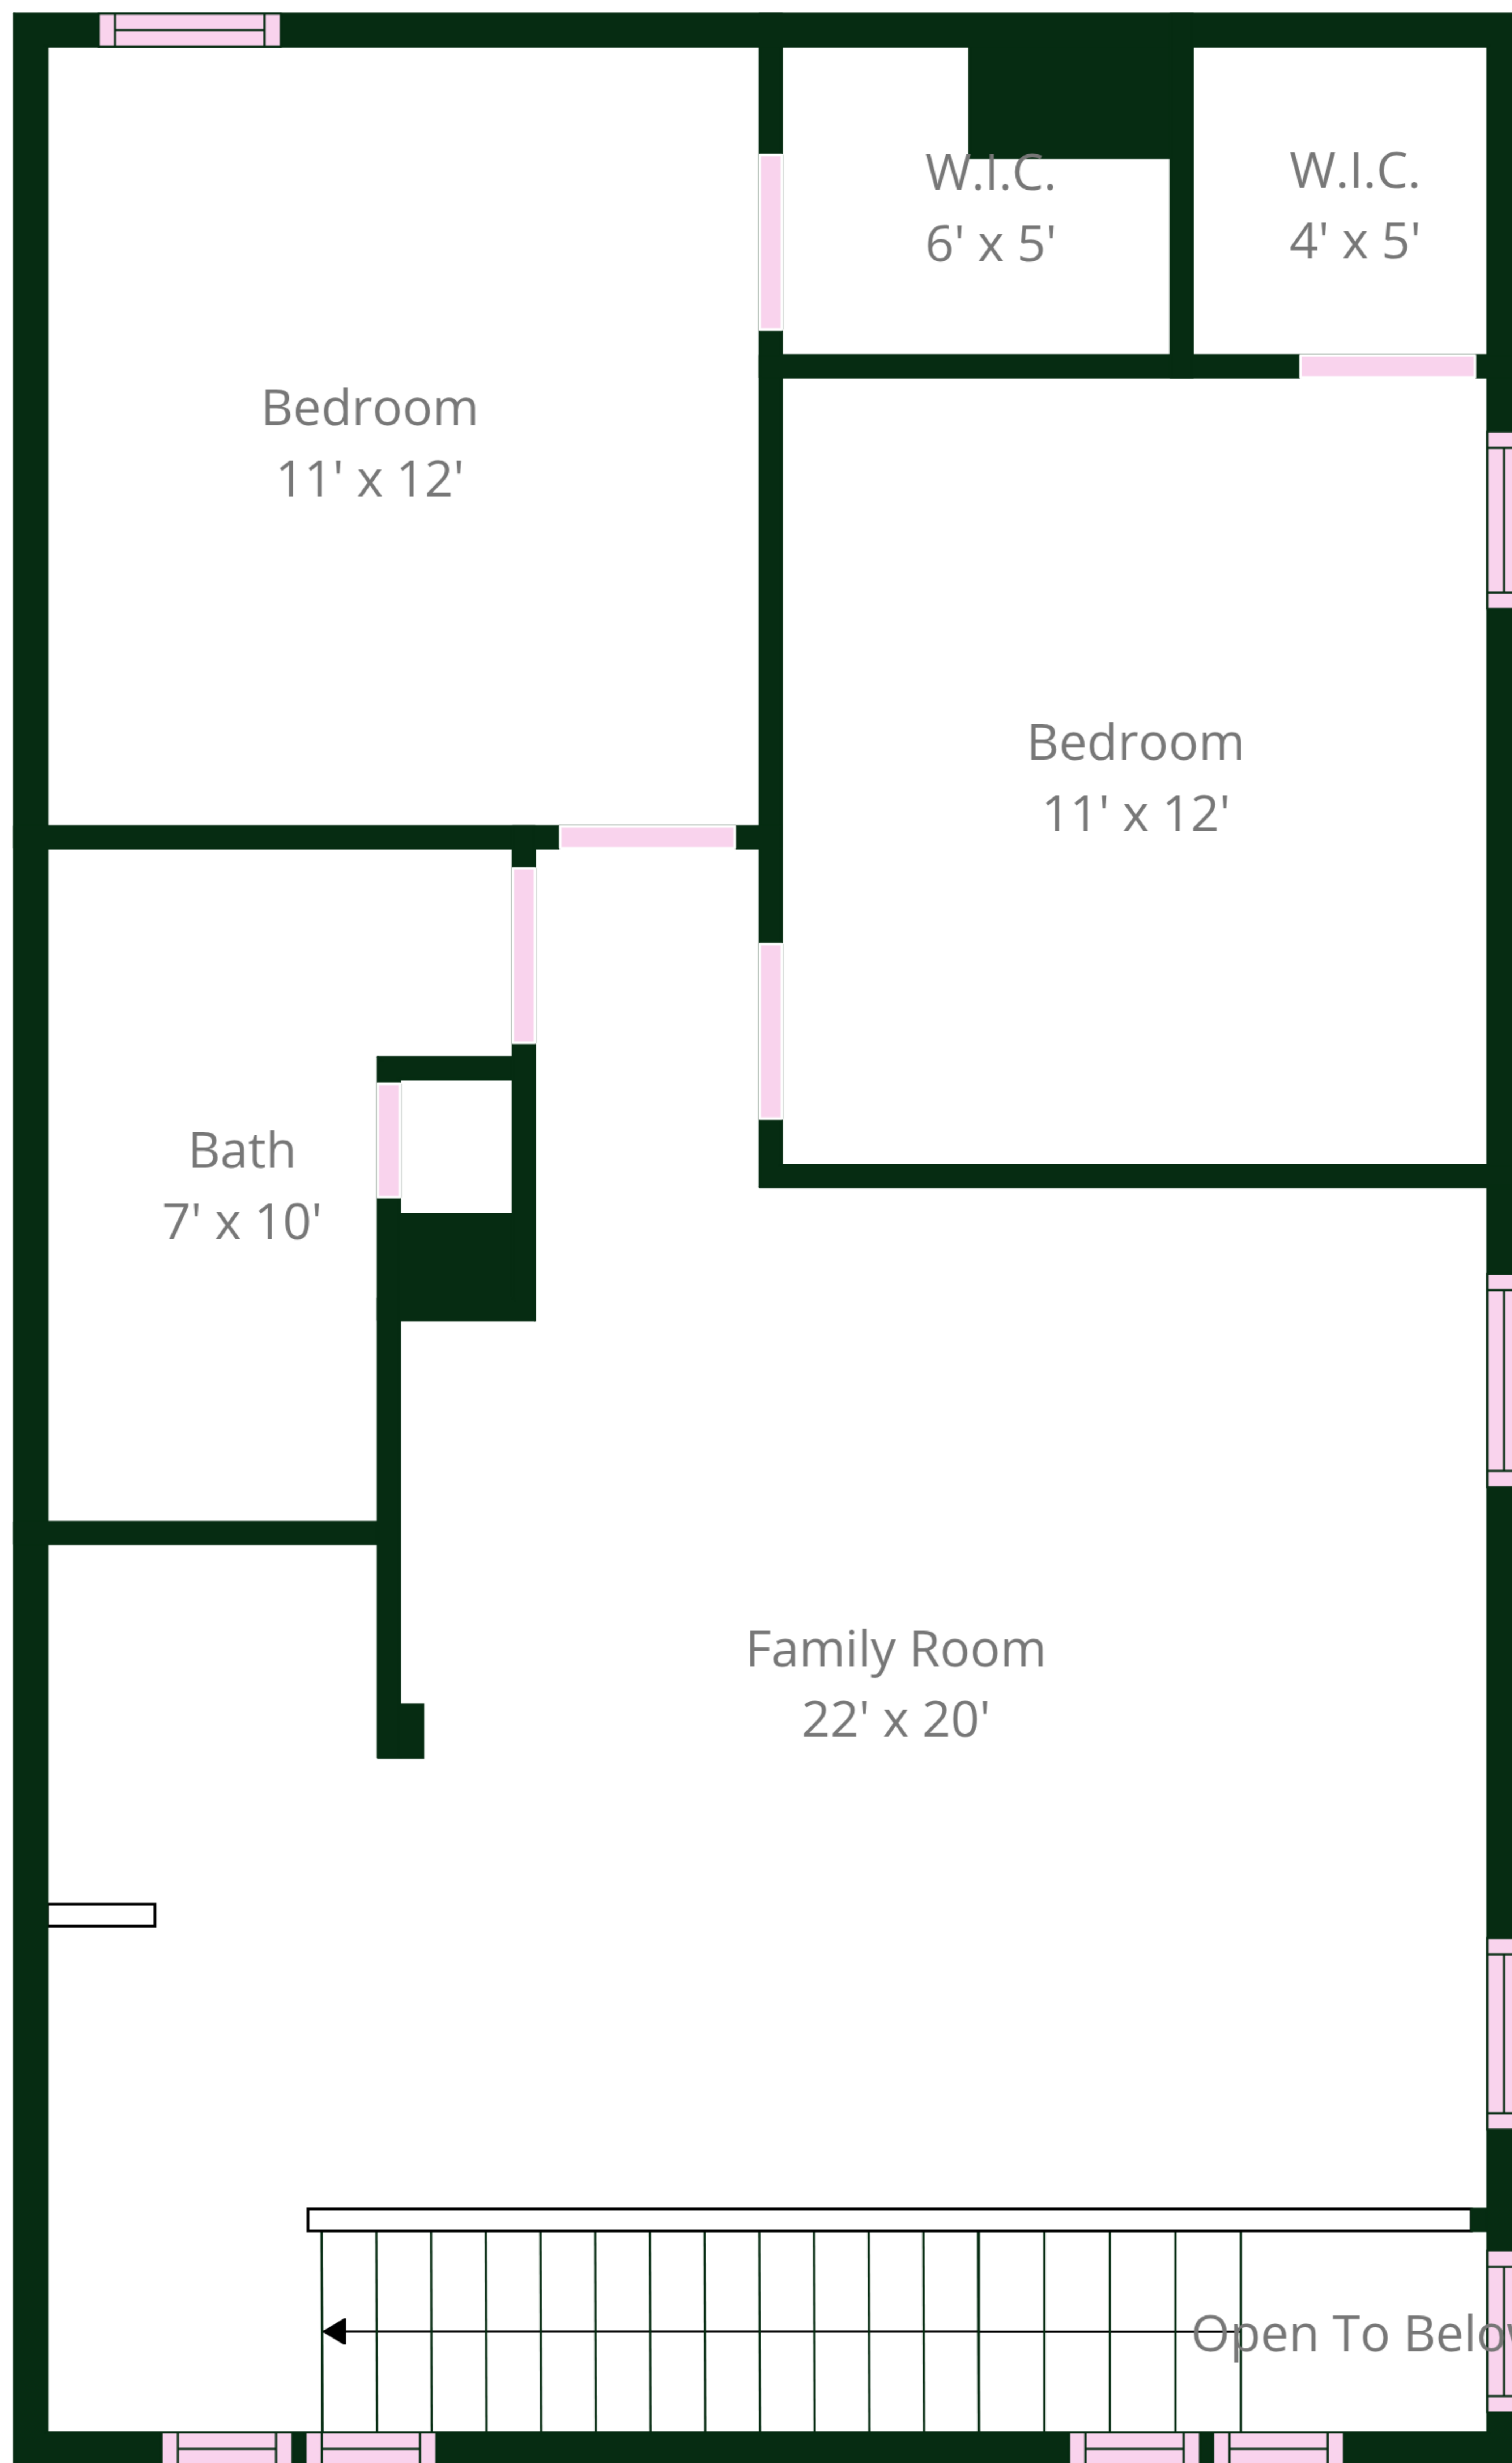 W.I.C.
6' x 5'
W.I.C.
4' x 5'
Bedroom
11' x 12'
Bedroom
11' x 12'
Bath
7' x 10'
Family Room
22' x 20'
Open To Belo